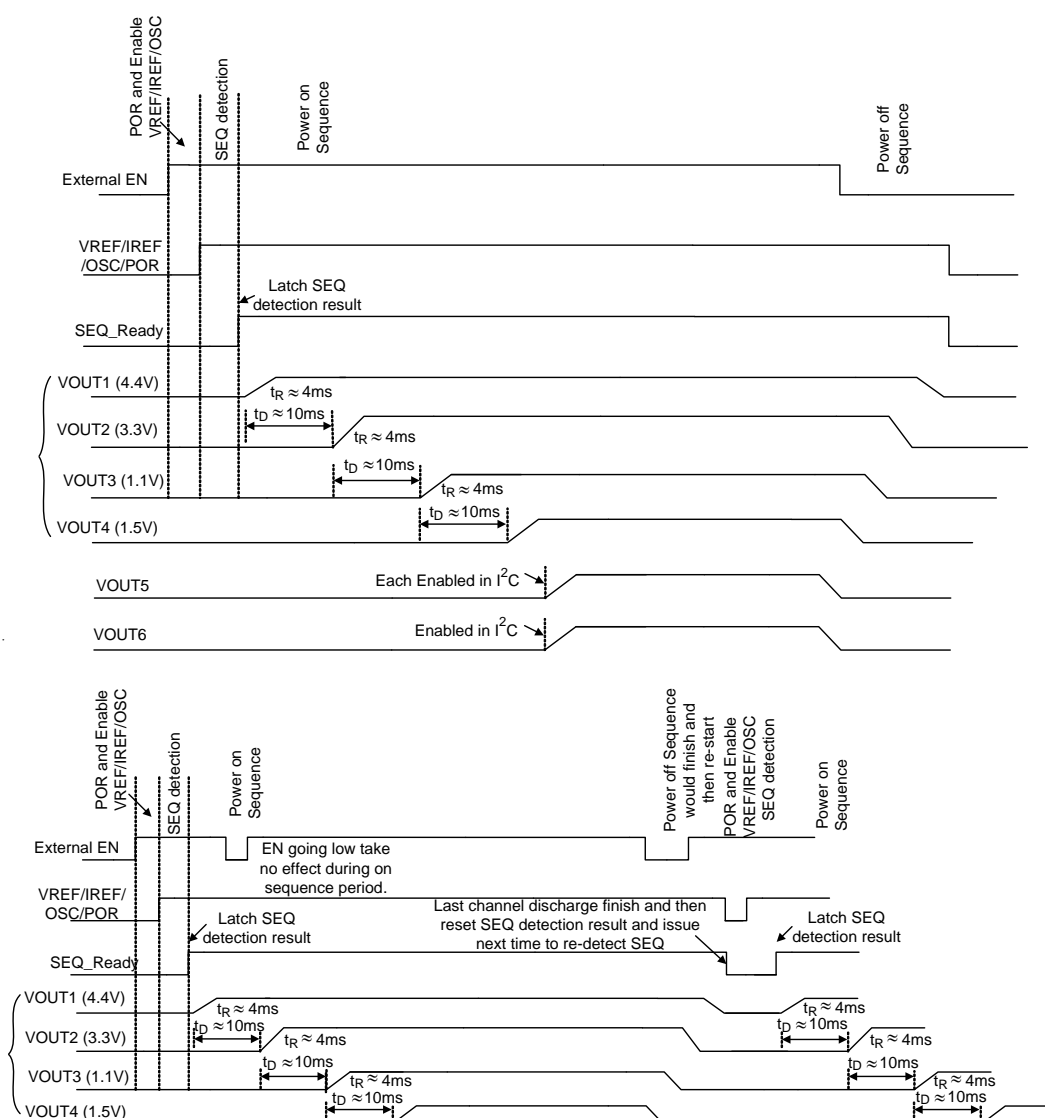 POR and Enable
VREF/IREF/OSC
SEQ detection
Power on
Sequence
Power off
Sequence
External EN
VREF/IREF
/OSC/POR
Latch SEQ
detection result
SEQ_Ready
VOUT1 (4.4V)
tR ≈ 4ms
tD ≈ 10ms
VOUT2 (3.3V)
tR ≈ 4ms
tD ≈ 10ms
VOUT3 (1.1V)
tR ≈ 4ms
tD ≈ 10ms
VOUT4 (1.5V)
VOUT5
Each Enabled in I2C
VOUT6
Enabled in I2C
POR and Enable
VREF/IREF/OSC
SEQ detection
Power on
Sequence
Power off Sequence
would finish and
then re-start
POR and Enable
VREF/IREF/OSC
SEQ detection
Power on
Sequence
External EN
EN going low take
no effect during on
sequence period.
VREF/IREF/
OSC/POR
Latch SEQ
detection result
Last channel discharge finish and then
reset SEQ detection result and issue
next time to re-detect SEQ
Latch SEQ
detection result
SEQ_Ready
VOUT1 (4.4V)
tR ≈ 4ms
tR ≈ 4ms
tD ≈ 10ms
tD ≈ 10ms
VOUT2 (3.3V)
tR ≈ 4ms
tR ≈ 4ms
tD ≈ 10ms
tD ≈ 10ms
VOUT3 (1.1V)
tR ≈ 4ms
tR ≈ 4ms
tD ≈ 10ms
tD ≈ 10ms
VOUT4 (1.5V)